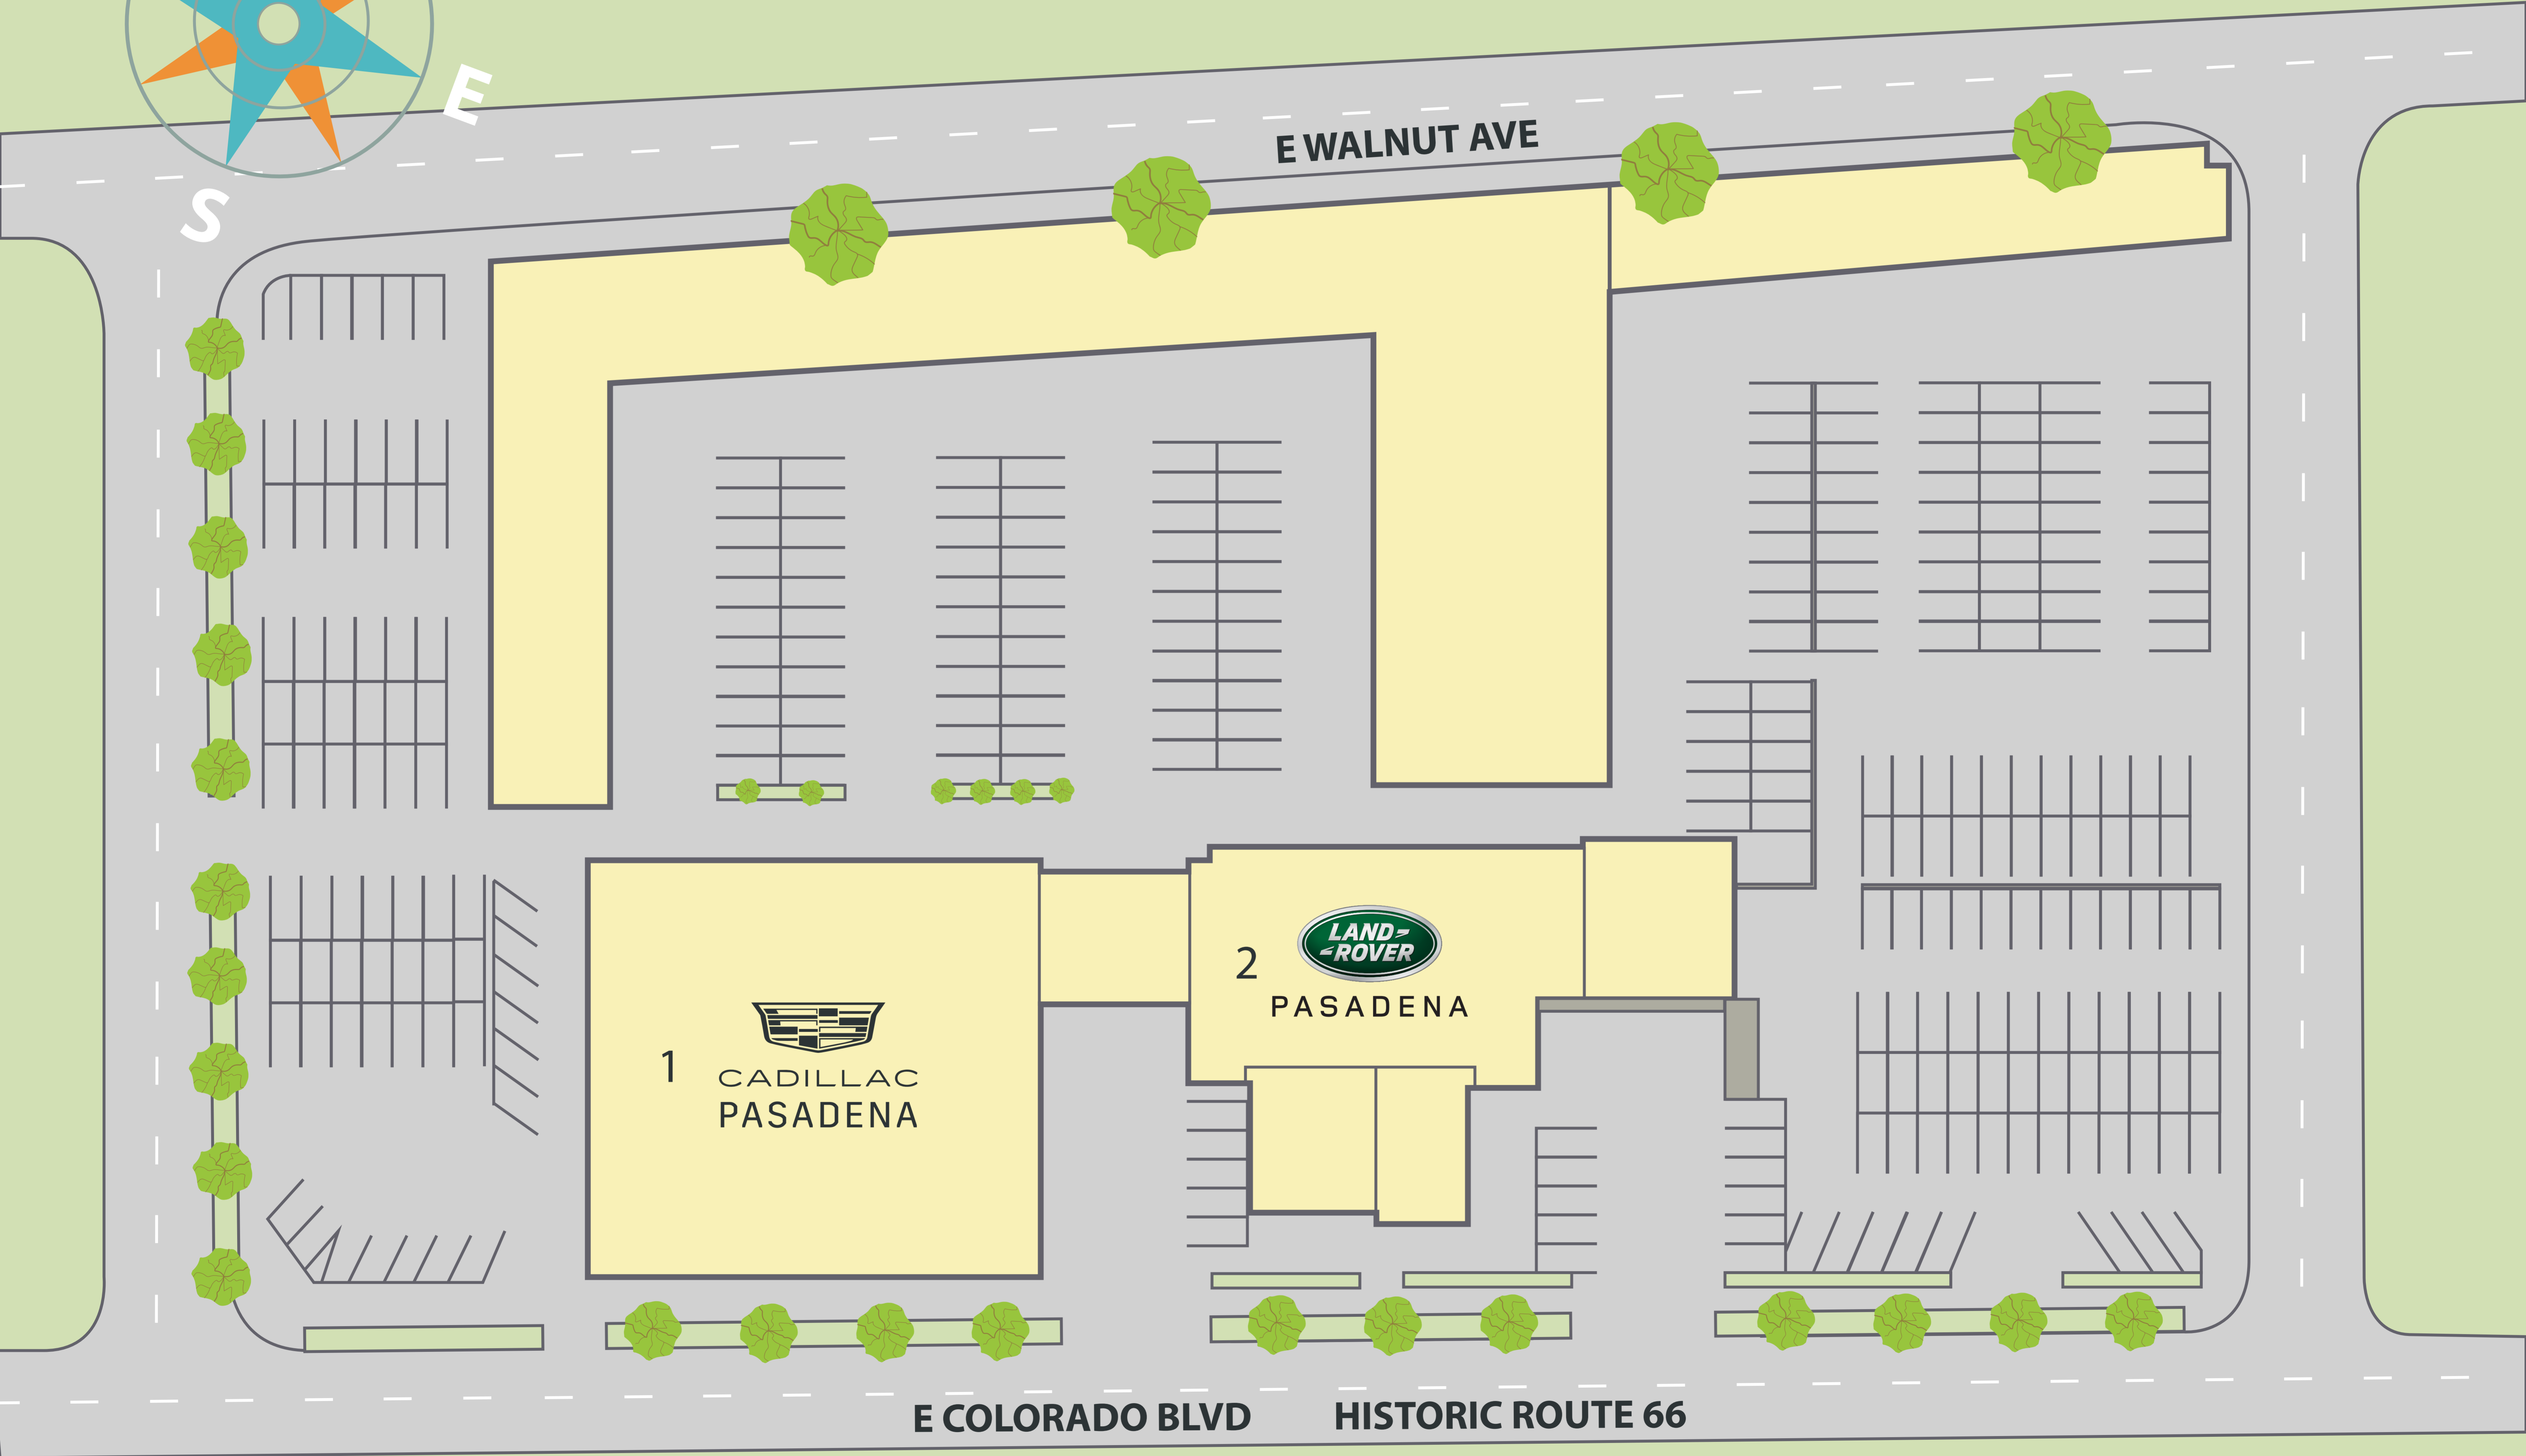 E
S
E WALNUT AVE
2
LAND-
-ROVER
PASADENA
1
CADILLAC
PASADENA
E COLORADO BLVD HISTORIC ROUTE 66